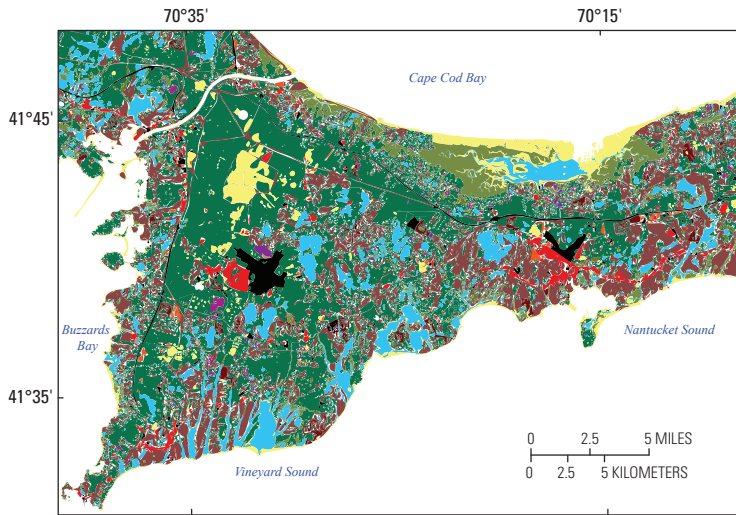 70°35'
70°15'
Cape Cod Bay
41°45'
Buzzards
Bay
Nantucket Sound
41°35'
0 2.5 5 MILES
0 2.5 5 KILOMETERS
Vineyard Sound